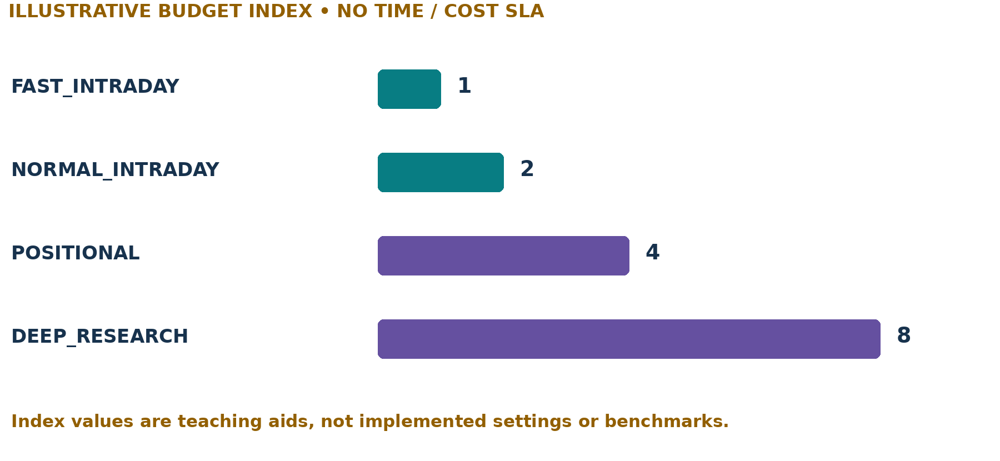 ILLUSTRATIVE BUDGET INDEX • NO TIME / COST SLA
FAST_INTRADAY 1
NORMAL_INTRADAY 2
POSITIONAL 4
DEEP_RESEARCH 8
Index values are teaching aids, not implemented settings or benchmarks.